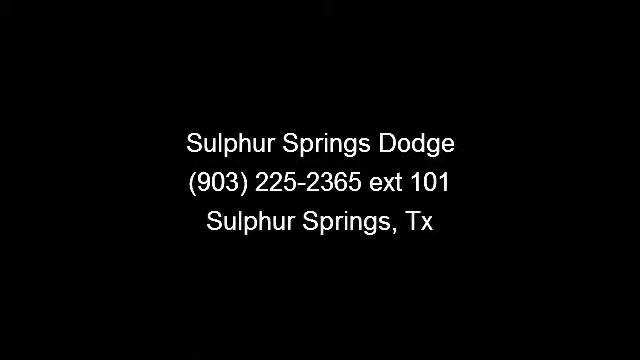 Sulphur Springs Dodge
(903) 225-2365 ext 101
Sulphur Springs, Tx